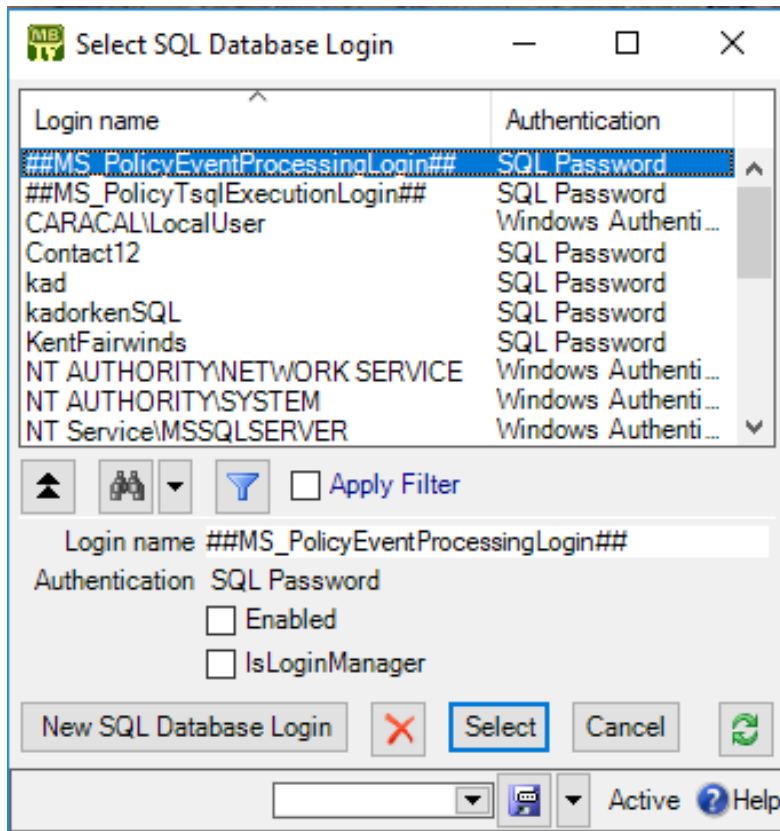 MB
TY
Select SQL Database Login
Login name Authentication
##MS_PolicyEventProcessingLogin## SQL Password
##MS_PolicyTsqlExecutionLogin## SQL Password
CARACAL\LocalUser Windows Authenti...
Contact12 SQL Password
kad SQL Password
kadorkenSQL SQL Password
KentFairwinds SQL Password
NT AUTHORITY\NETWORK SERVICE Windows Authenti...
NT AUTHORITY\SYSTEM Windows Authenti...
NT Service\MSSQLSERVER Windows Authenti...
Apply Filter
Login name ##MS_PolicyEventProcessingLogin##
Authentication SQL Password
Enabled
IsLoginManager
New SQL Database Login Select Cancel
Active Help